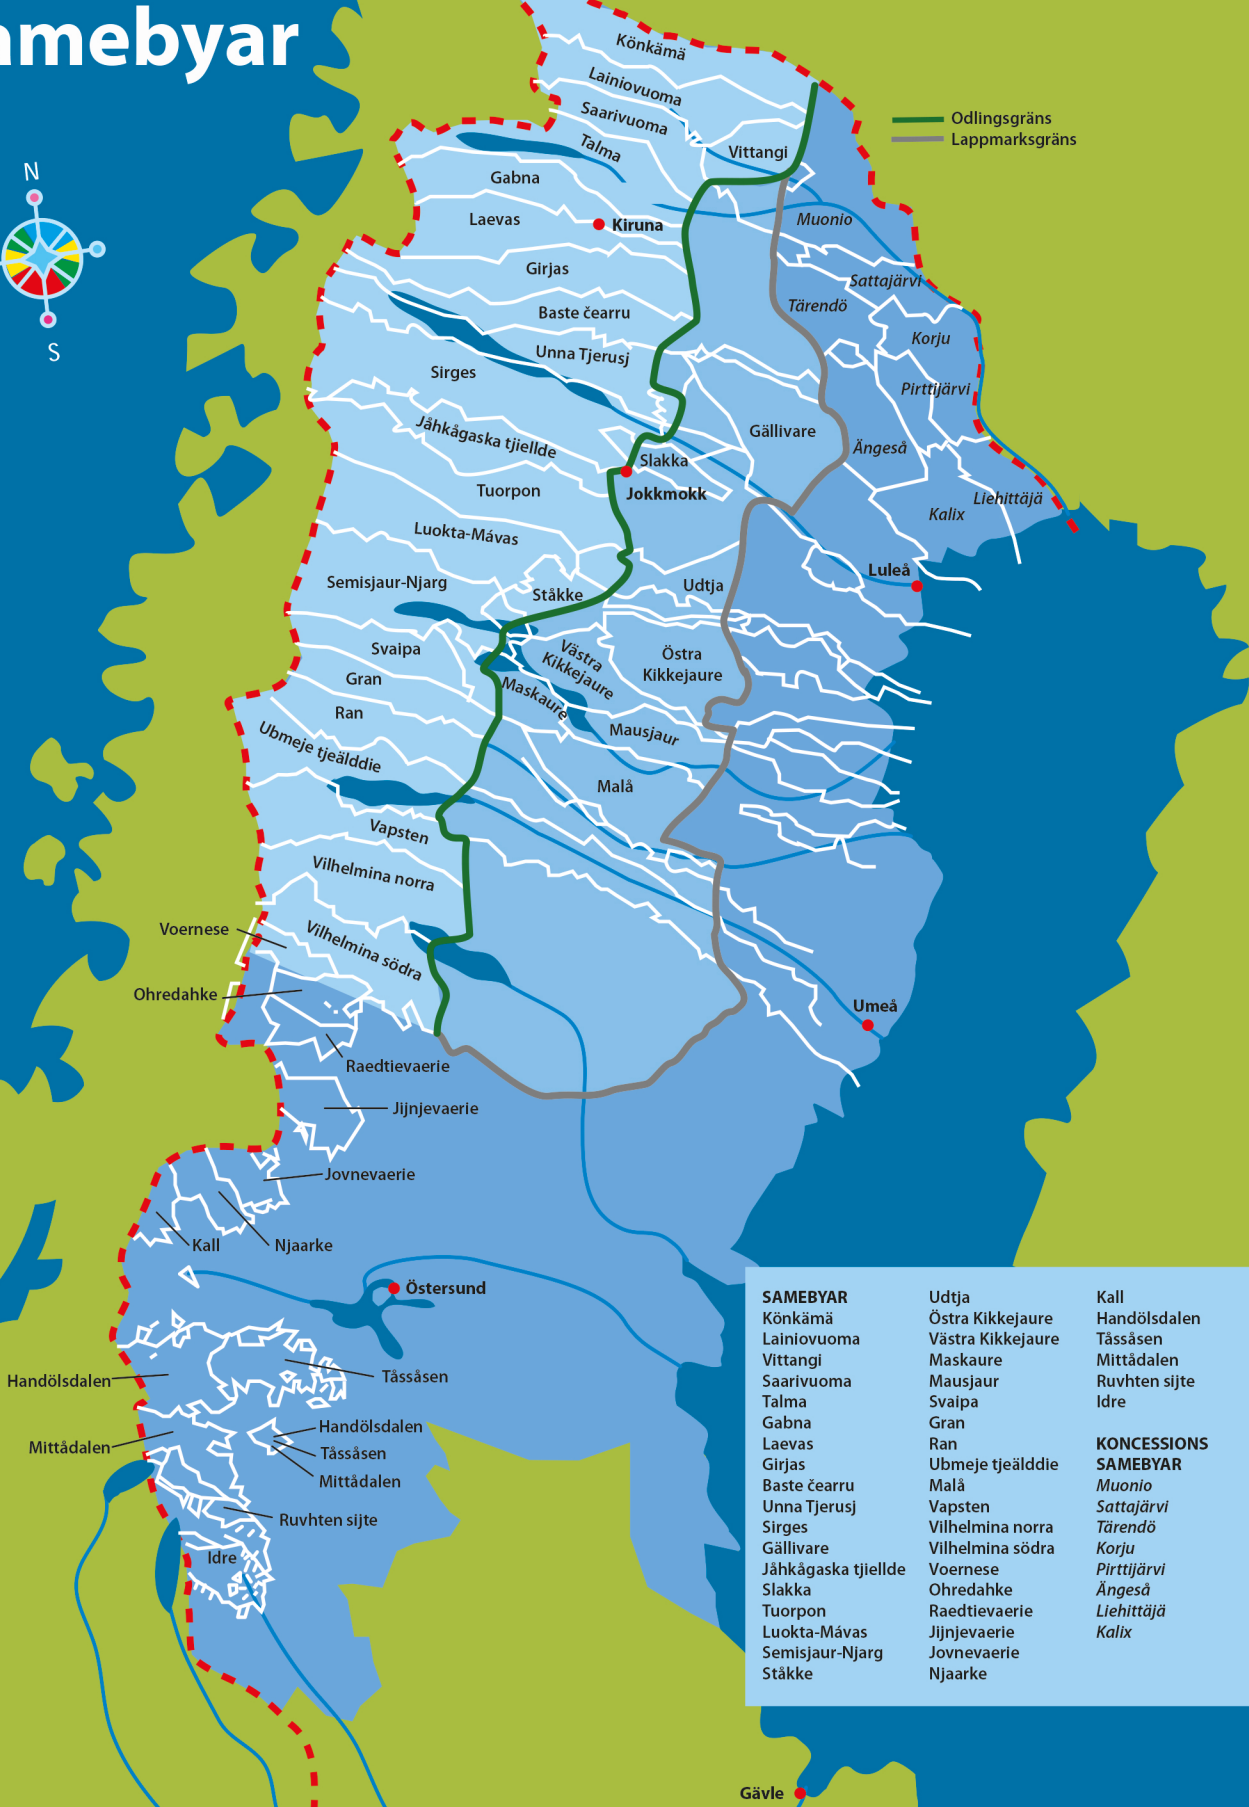 amebyar
N
S
Odlingsgräns
Lappmarksgräns
Könkämä
Lainiovuoma
Saarivuoma
Talma
Vittangi
Gabna
Laevas
Kiruna
Muonio
Girjas
Sattajärvi
Baste čearru
Tärendö
Korju
Unna Tjerusj
Sirges
Pirttijärvi
Jåhkågaska tjiellde
Gällivare
Ängeså
Slakka
Jokkmokk
Tuorpon
Liehittäjä
Kalix
Luokta-Mávas
Luleå
Semisjaur-Njarg
Ståkke
Udtja
Svaipa
Västra
Kikkejaure
Östra
Kikkejaure
Gran
Maskaure
Ran
Mausjaur
Ubmeje tjeälddie
Malå
Vapsten
Vilhelmina norra
Voernese
Vilhelmina södra
Ohredahke
Umeå
Raedtievaerie
Jijnjevaerie
Jovnevaerie
Kall
Njaarke
Östersund
Handölsdalen
Tåssåsen
Handölsdalen
Mittådalen
Tåssåsen
Mittådalen
Ruvhten sijte
Idre
SAMEBYAR
Könkämä
Lainiovuoma
Vittangi
Saarivuoma
Talma
Gabna
Laevas
Girjas
Baste čearru
Unna Tjerusj
Sirges
Gällivare
Jåhkågaska tjiellde
Slakka
Tuorpon
Luokta-Mávas
Semisjaur-Njarg
Ståkke
Udtja
Östra Kikkejaure
Västra Kikkejaure
Maskaure
Mausjaur
Svaipa
Gran
Ran
Ubmeje tjeälddie
Malå
Vapsten
Vilhelmina norra
Vilhelmina södra
Voernese
Ohredahke
Raedtievaerie
Jijnjevaerie
Jovnevaerie
Njaarke
Kall
Handölsdalen
Tåssåsen
Mittådalen
Ruvhten sijte
Idre
KONCESSIONS
SAMEBYAR
Muonio
Sattajärvi
Tärendö
Korju
Pirttijärvi
Ängeså
Liehittäjä
Kalix
Gävle